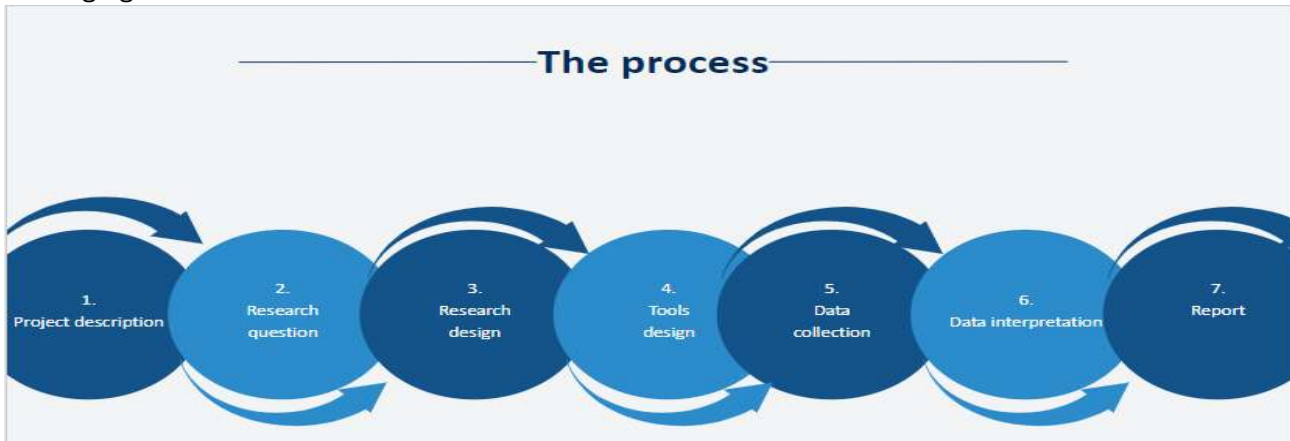 The process
1.
Project description
2.
Research
question
3.
Research
design
4.
Tools
design
5.
Data
collection
6.
Data interpretation
7.
Report